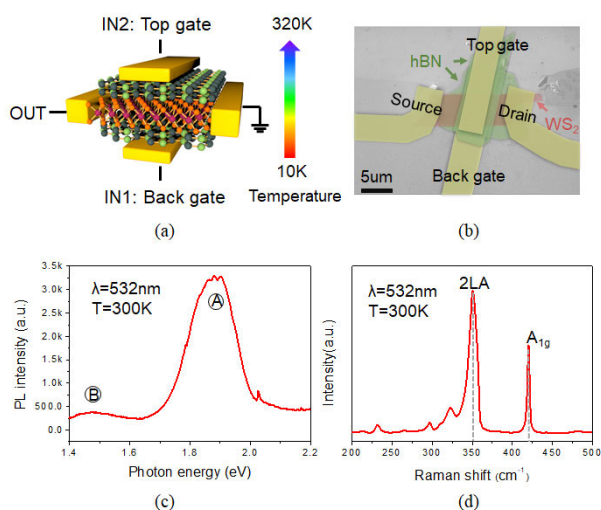 IN2: Top gate
320K
OUT
IN1: Back gate
10K
Temperature
(a)
Top gate
hBN
Source
Drain
WS2
Back gate
5um
(b)
3.5k
3.0k
2.5k
2.0k
1.5k
1.0k
500.0
0.0
PL intensity (a.u.)
λ=532nm
T=300K
A
B
1.4 1.6 1.8 2.0 2.2
Photon energy (eV)
(c)
Intensity(a.u.)
λ=532nm
T=300K
2LA
A1g
200 250 300 350 400 450 500
Raman shift (cm-1)
(d)